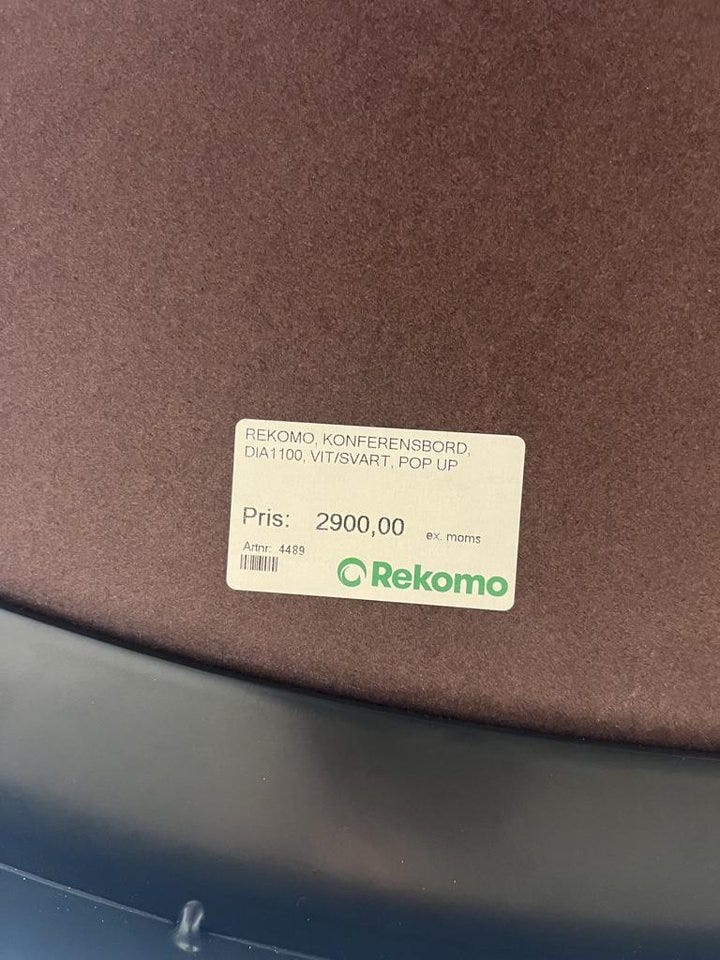 REKOMO, KONFERENSBORD,
DIA1100, VIT/SVART, POP UP
Pris: 2900,00 ex. moms
Artnr: 4489
Rekomo